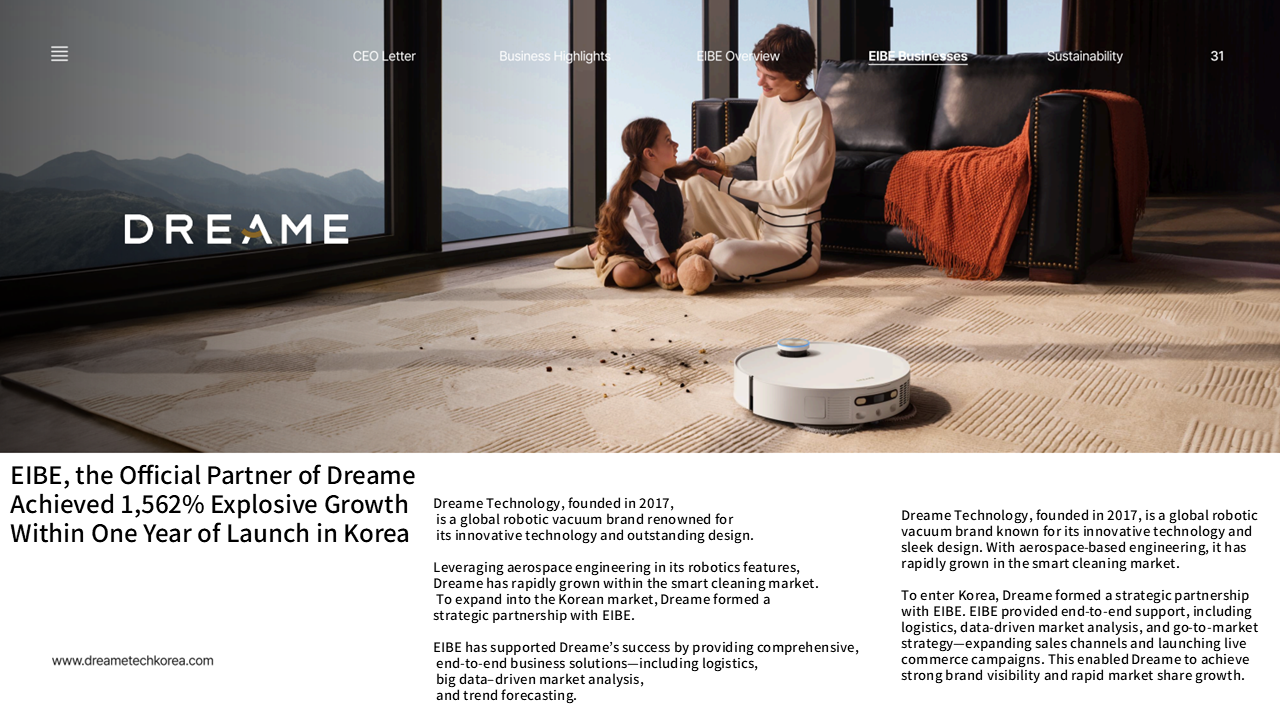 CEO Letter
Business Highlights
EIBE Overview
EIBE Businesses
Sustainability
31
DREAME
EIBE, the Official Partner of Dreame
Achieved 1,562% Explosive Growth
Within One Year of Launch in Korea
www.dreametechkorea.com
Dreame Technology, founded in 2017,
is a global robotic vacuum brand renowned for
its innovative technology and outstanding design.
Leveraging aerospace engineering in its robotics features,
Dreame has rapidly grown within the smart cleaning market.
To expand into the Korean market, Dreame formed a
strategic partnership with EIBE.
EIBE has supported Dreame's success by providing comprehensive,
end-to-end business solutions—including logistics,
big data–driven market analysis,
and trend forecasting.
Dreame Technology, founded in 2017, is a global robotic
vacuum brand known for its innovative technology and
sleek design. With aerospace-based engineering, it has
rapidly grown in the smart cleaning market.
To enter Korea, Dreame formed a strategic partnership
with EIBE. EIBE provided end-to-end support, including
logistics, data-driven market analysis, and go-to-market
strategy—expanding sales channels and launching live
commerce campaigns. This enabled Dreame to achieve
strong brand visibility and rapid market share growth.